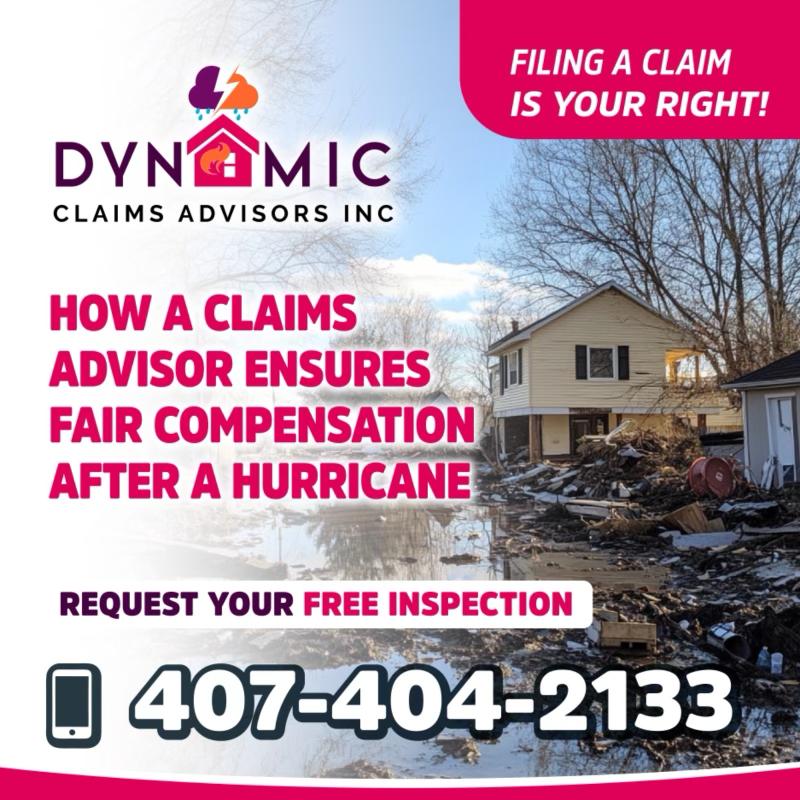 FILING A CLAIM
IS YOUR RIGHT!
DYNAMIC
CLAIMS ADVISORS INC
HOW A CLAIMS
ADVISOR ENSURES
FAIR COMPENSATION
AFTER A HURRICANE
REQUEST YOUR FREE INSPECTION
407-404-2133